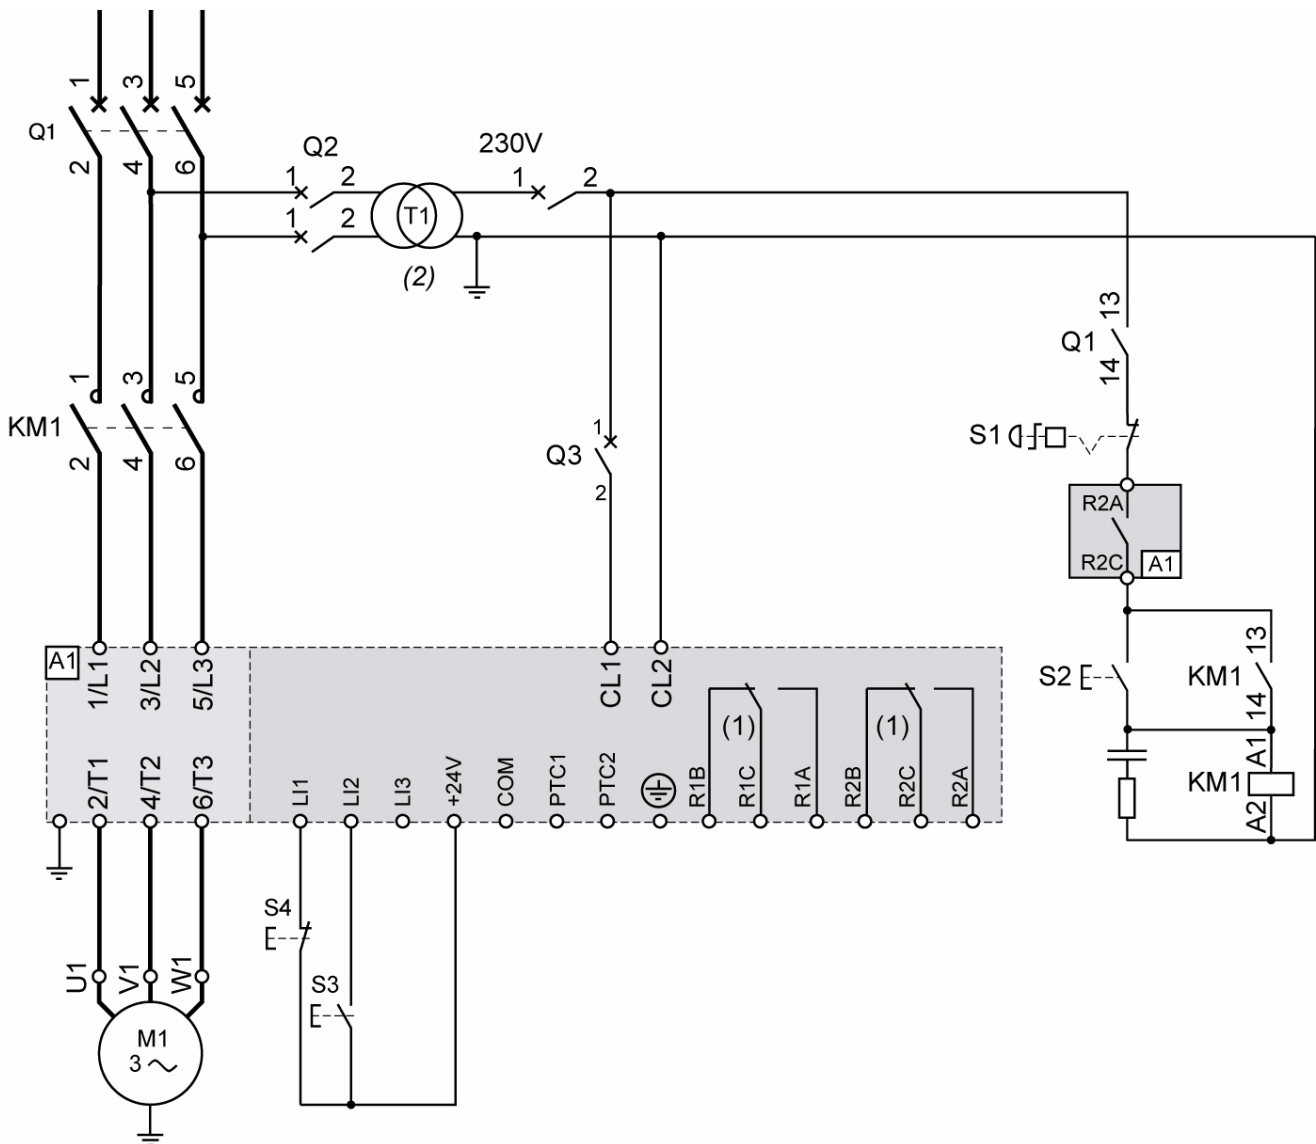 1 3 5
Q1
2 4 6
Q2
230V
1 2
T1
1 2
1 2
(2)
13
Q1
14
1 3 5
KM1
2 4 6
S1
1
Q3
2
R2A
R2C
A1
13
S2
KM1
14
A1
KM1
A2
A1
1/L1
3/L2
5/L3
CL1
CL2
(1)
(1)
2/T1
4/T2
6/T3
LI1
LI2
LI3
+24V
COM
PTC1
PTC2
R1B
R1C
R1A
R2B
R2C
R2A
S4
S3
U1
V1
W1
M1
3 ~